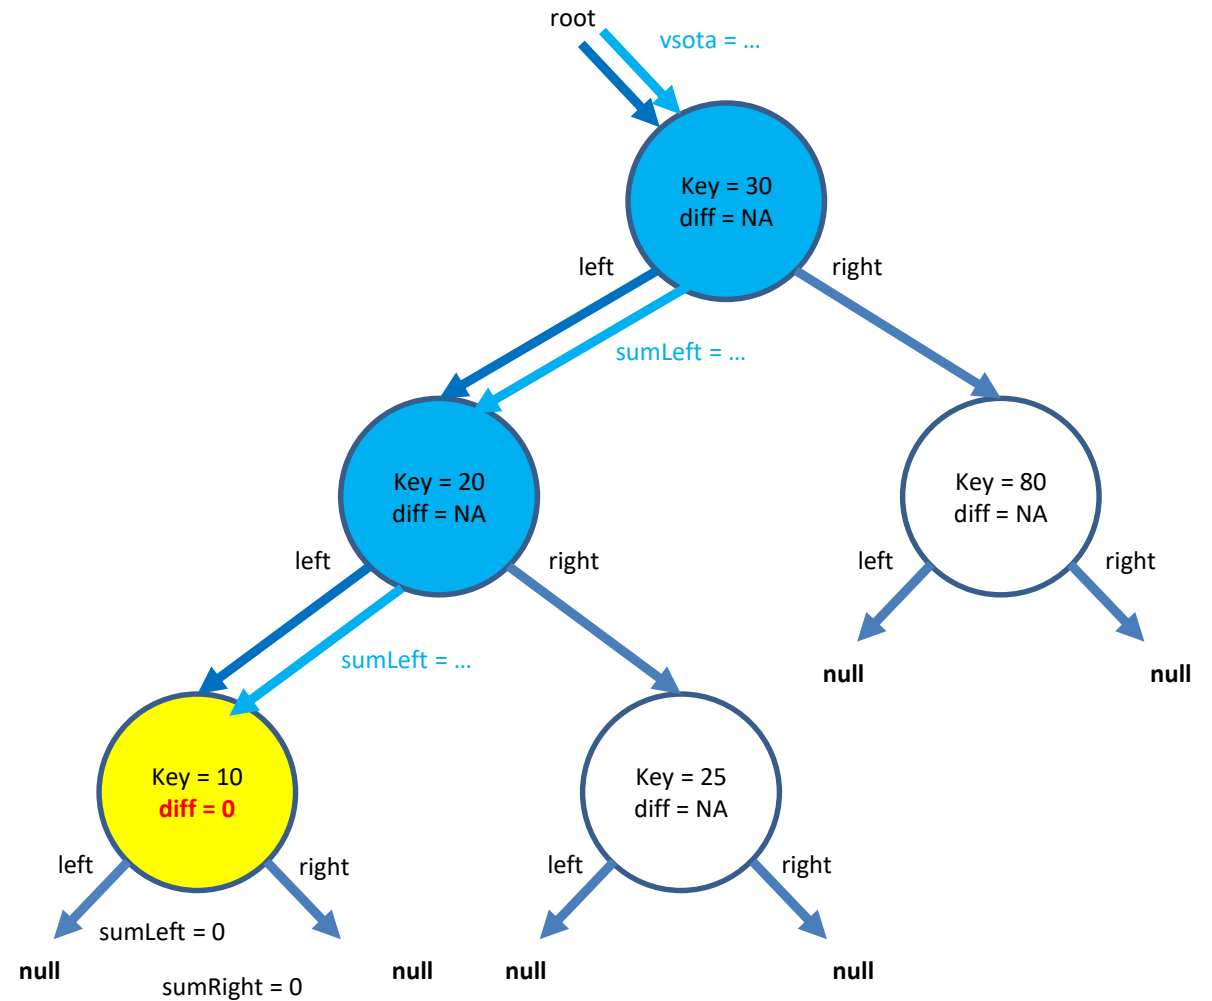 root
vsota = ...
Key = 30
diff = NA
left
right
sumLeft = ...
Key = 20
diff = NA
Key = 80
diff = NA
left
right
left
right
sumLeft = ...
null
null
Key = 10
diff = 0
Key = 25
diff = NA
left
right
left
right
sumLeft = 0
null
null
null
null
sumRight = 0